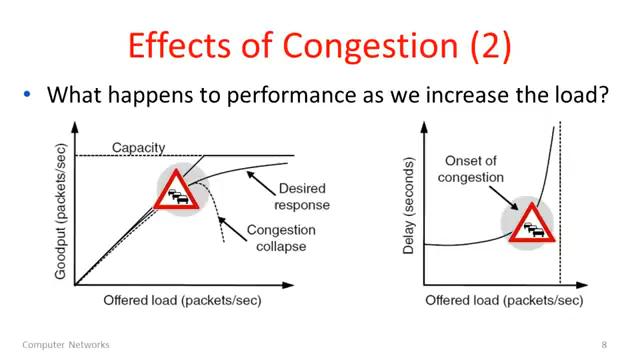 Effects of Congestion (2)
• What happens to performance as we increase the load?
Capacity
Goodput (packets/sec)
Desired
response
Congestion
collapse
Offered load (packets/sec)
Delay (seconds)
Onset of
congestion
Offered load (packets/sec)
Computer Networks
8